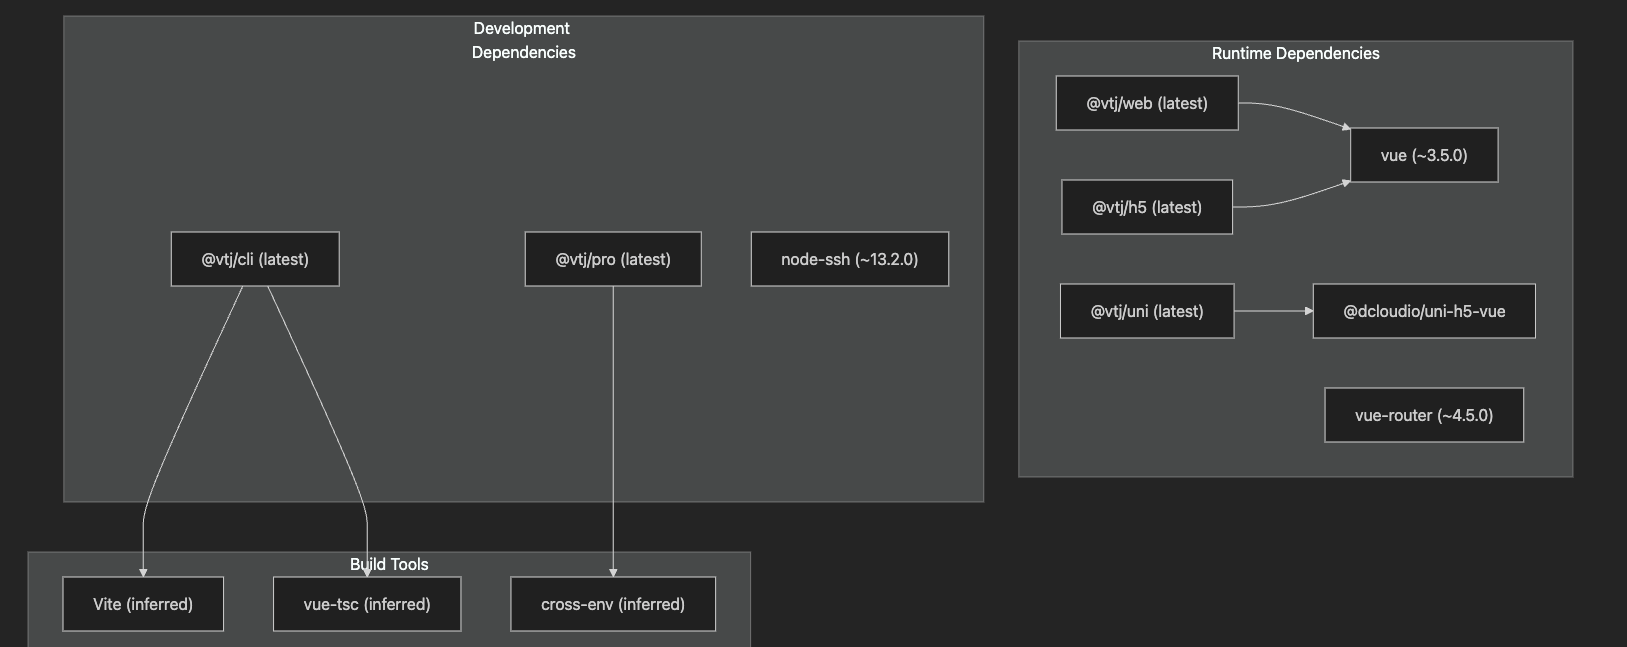 Development
Dependencies
@vtj/cli (latest)
@vtj/pro (latest)
node-ssh (~13.2.0)
Runtime Dependencies
@vtj/web (latest)
vue (~3.5.0)
@vtj/h5 (latest)
@vtj/uni (latest)
@dcloudio/uni-h5-vue
vue-router (~4.5.0)
Build Tools
Vite (inferred)
vue-tsc (inferred)
cross-env (inferred)